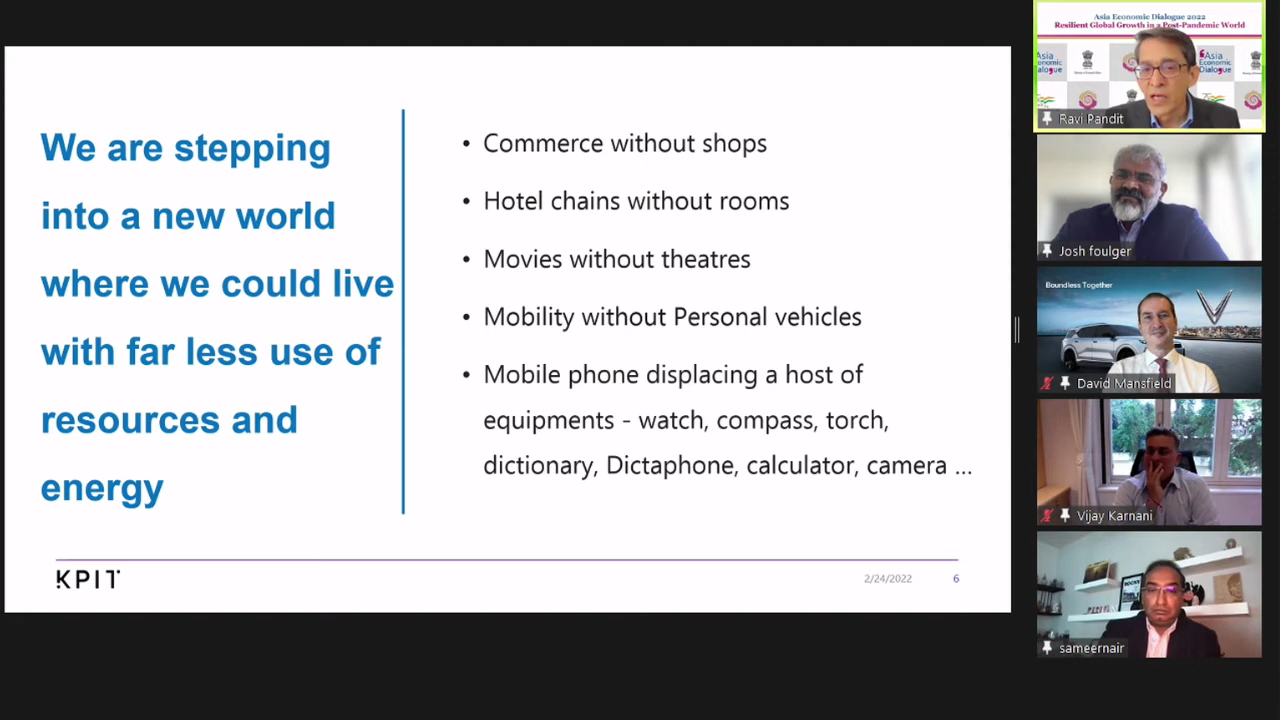 We are stepping
into a new world
where we could live
with far less use of
resources and
energy
• Commerce without shops
• Hotel chains without rooms
• Movies without theatres
• Mobility without Personal vehicles
• Mobile phone displacing a host of
equipments - watch, compass, torch,
dictionary, Dictaphone, calculator, camera ...
KPIT
2/24/2022
6
Asia Economic Dialogue 2022
Resilient Global Growth in a Post-Pandemic World
Asia
Economic
Dialogue
Ravi Pandit
Josh foulger
Boundless Together
David Mansfield
Vijay Karnani
sameernair